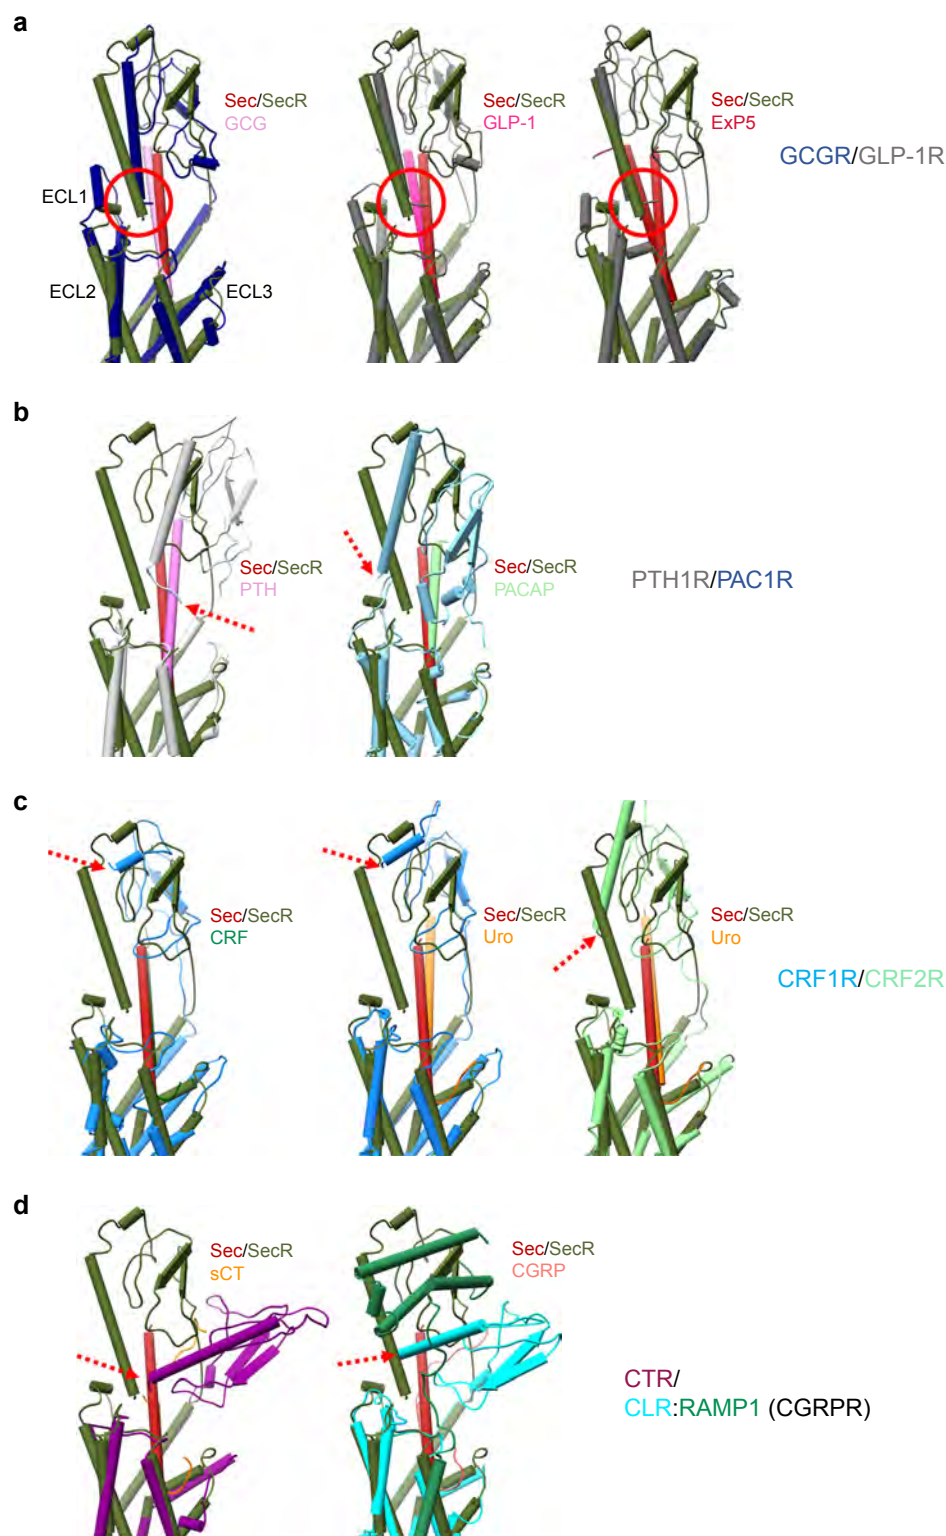 a
Sec/SecR
GCG
Sec/SecR
GLP-1
Sec/SecR
ExP5
GCGR/GLP-1R
ECL1
ECL2
ECL3
b
Sec/SecR
PTH
Sec/SecR
PACAP
PTH1R/PAC1R
c
Sec/SecR
CRF
Sec/SecR
Uro
Sec/SecR
Uro
CRF1R/CRF2R
d
Sec/SecR
sCT
Sec/SecR
CGRP
CTR/
CLR:RAMP1 (CGRPR)